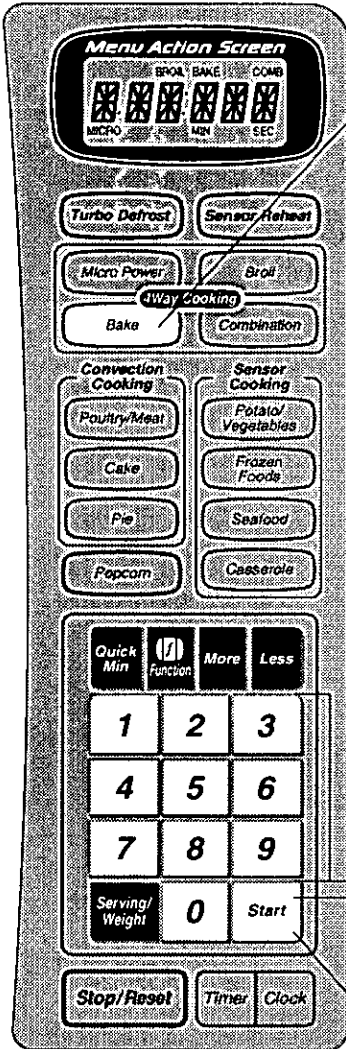 Menu Action Screen
BROIL BAKE COMB
MICRO MIN SEC
Turbo Defrost Sensor Reheat
Micro Power Broil
4Way Cooking
Bake Combination
Convection Cooking
Sensor Cooking
Poultry/Meat
Potato/Vegetables
Cake
Frozen Foods
Pie
Seafood
Popcorn
Casserole
Quick Min
Function
More
Less
1 2 3
4 5 6
7 8 9
Serving/Weight
0 Start
Stop/Reset Timer Clock